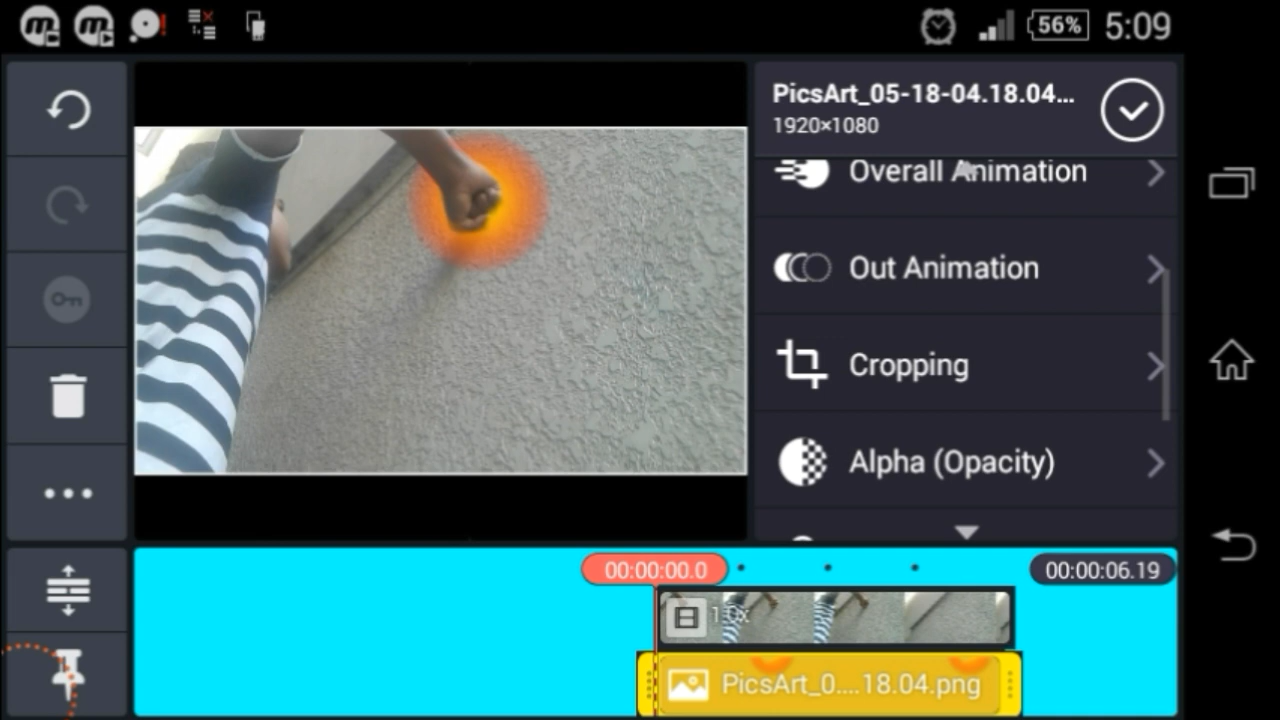 56% 5:09
PicsArt_05-18-04.18.04...
1920×1080
Overall Animation
Out Animation
Cropping
Alpha (Opacity)
00:00:00.0
00:00:06.19
1.0x
PicsArt_0....18.04.png